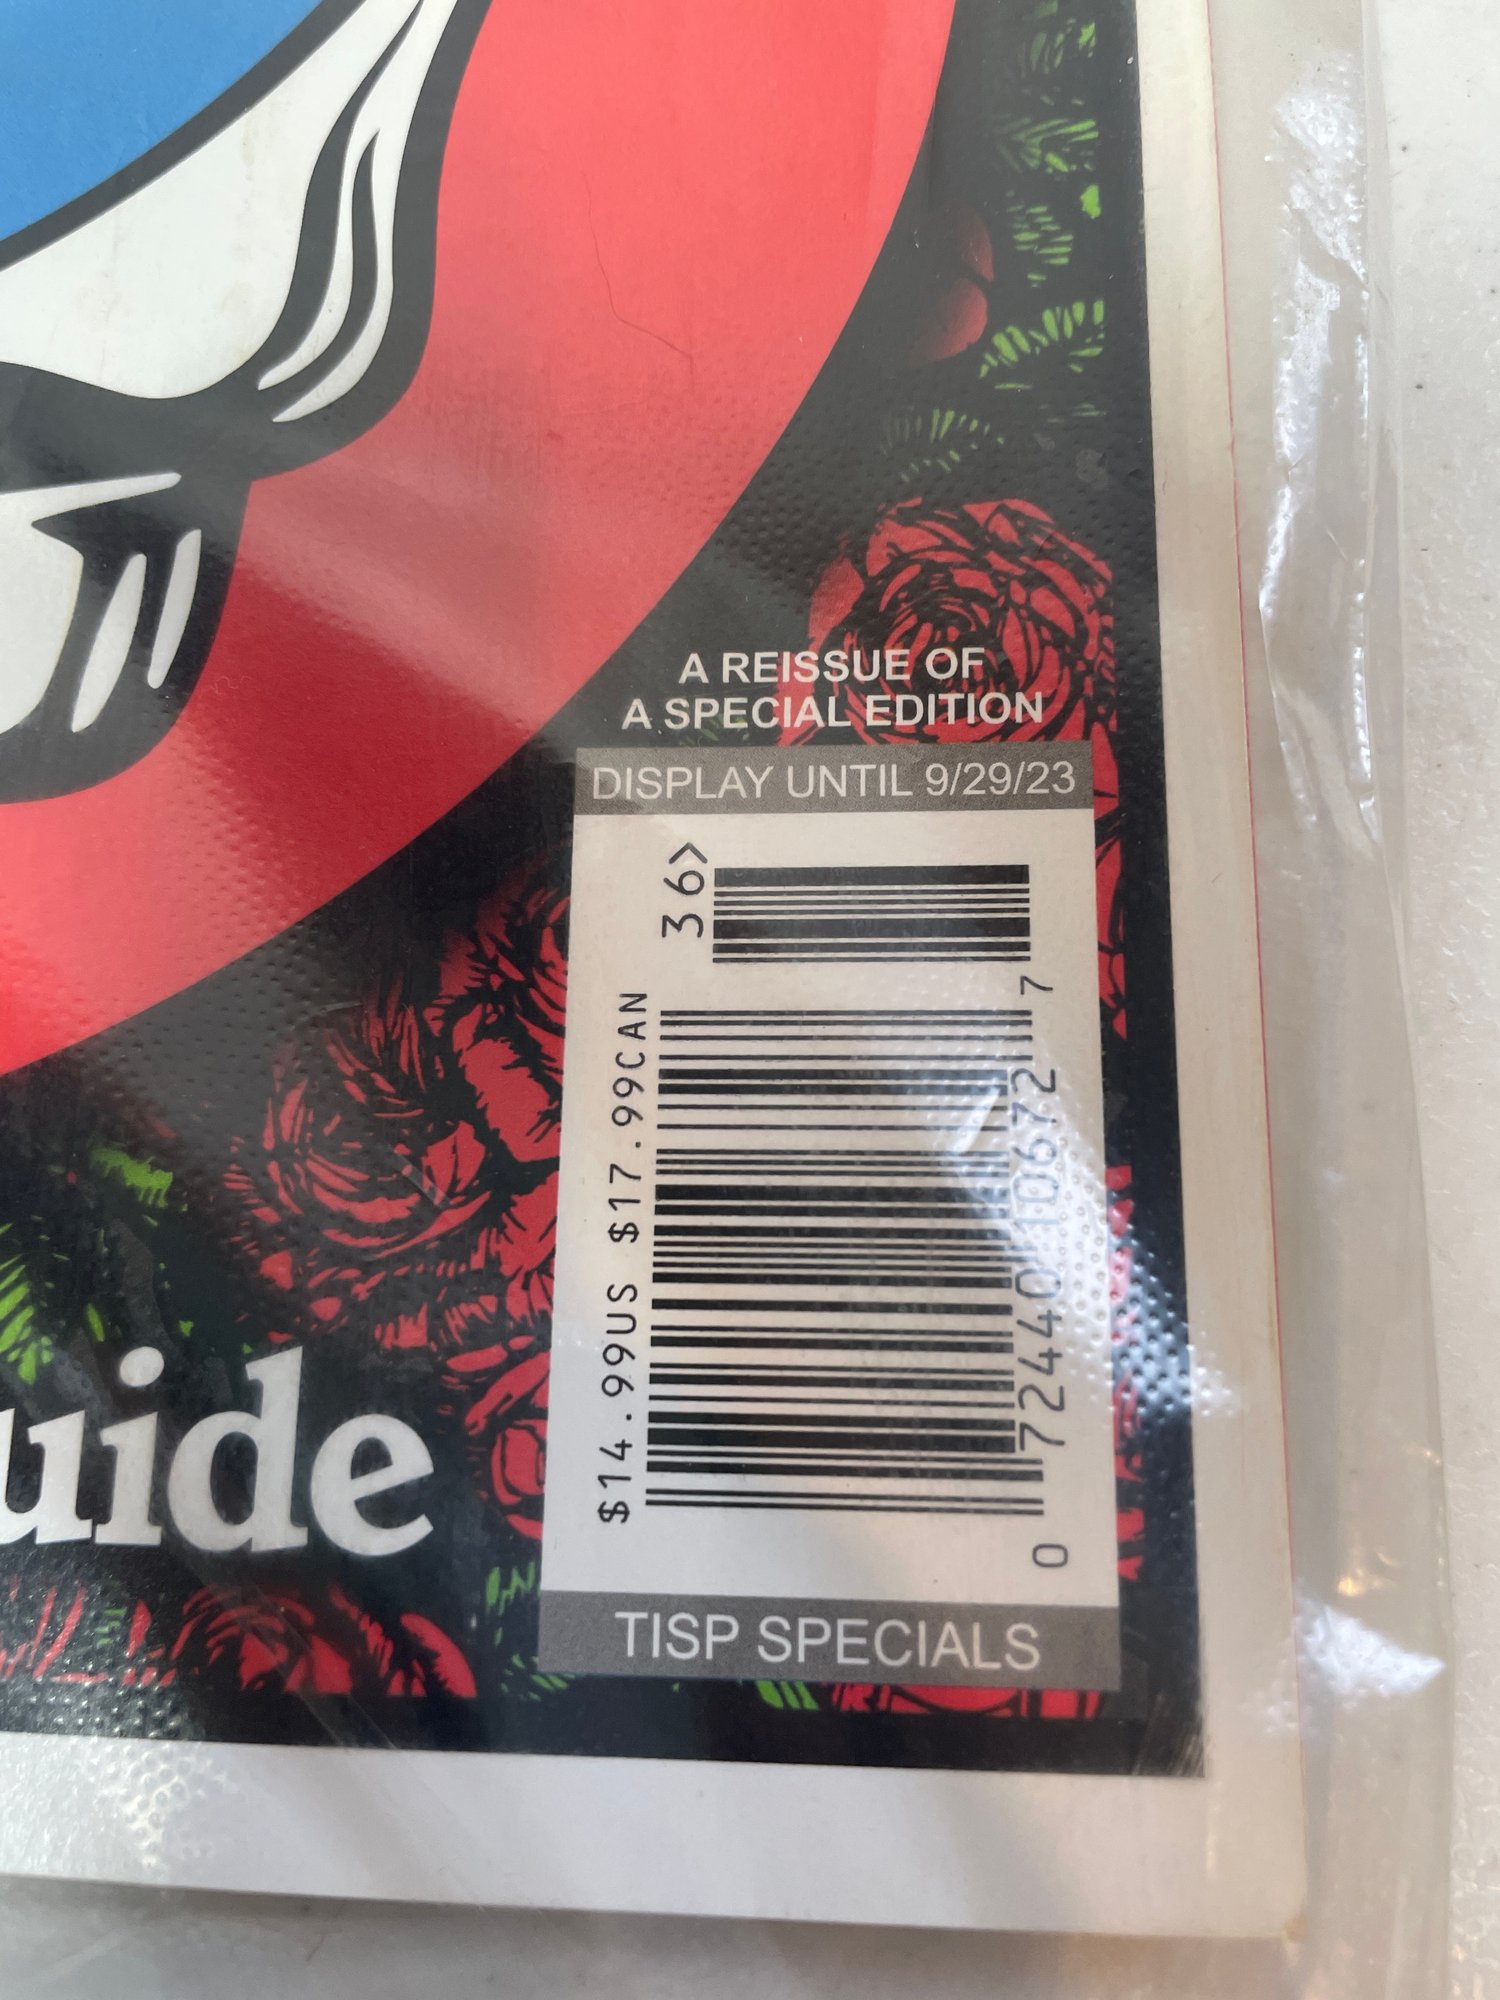 A REISSUE OF
A SPECIAL EDITION
DISPLAY UNTIL 9/29/23
36>
$14.99US $17.99CAN
0 72440 10672 7
TISP SPECIALS
uide